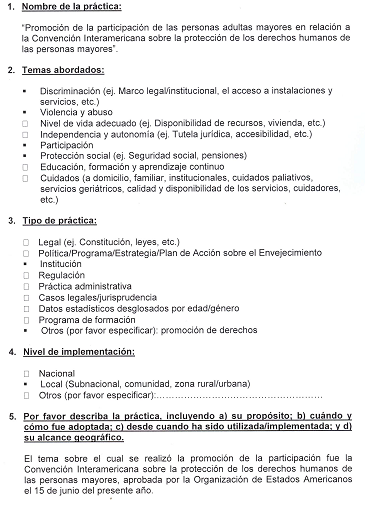 1. Nombre de la práctica:
"Promoción de la participación de las personas adultas mayores en relación a
la Convención Interamericana sobre la protección de los derechos humanos de
las personas mayores".
2. Temas abordados:
▪ Discriminación (ej. Marco legal/institucional, el acceso a instalaciones y
servicios, etc.)
▪ Violencia y abuso
□ Nivel de vida adecuado (ej. Disponibilidad de recursos, vivienda, etc.)
□ Independencia y autonomía (ej. Tutela jurídica, accesibilidad, etc.)
▪ Participación
▪ Protección social (ej. Seguridad social, pensiones)
□ Educación, formación y aprendizaje continuo
□ Cuidados (a domicilio, familiar, institucionales, cuidados paliativos,
servicios geriátricos, calidad y disponibilidad de los servicios, cuidadores,
etc.)
3. Tipo de práctica:
□ Legal (ej. Constitución, leyes, etc.)
□ Política/Programa/Estrategia/Plan de Acción sobre el Envejecimiento
▪ Institución
□ Regulación
□ Práctica administrativa
□ Casos legales/jurisprudencia
□ Datos estadísticos desglosados por edad/género
□ Programa de formación
▪ Otros (por favor especificar): promoción de derechos
4. Nivel de implementación:
□ Nacional
▪ Local (Subnacional, comunidad, zona rural/urbana)
□ Otros (por favor especificar):……………………………………………
5. Por favor describa la práctica, incluyendo a) su propósito; b) cuándo y
cómo fue adoptada; c) desde cuando ha sido utilizada/implementada; y d)
su alcance geográfico.
El tema sobre el cual se realizó la promoción de la participación fue la
Convención Interamericana sobre la protección de los derechos humanos de
las personas mayores, aprobada por la Organización de Estados Americanos
el 15 de junio del presente año.